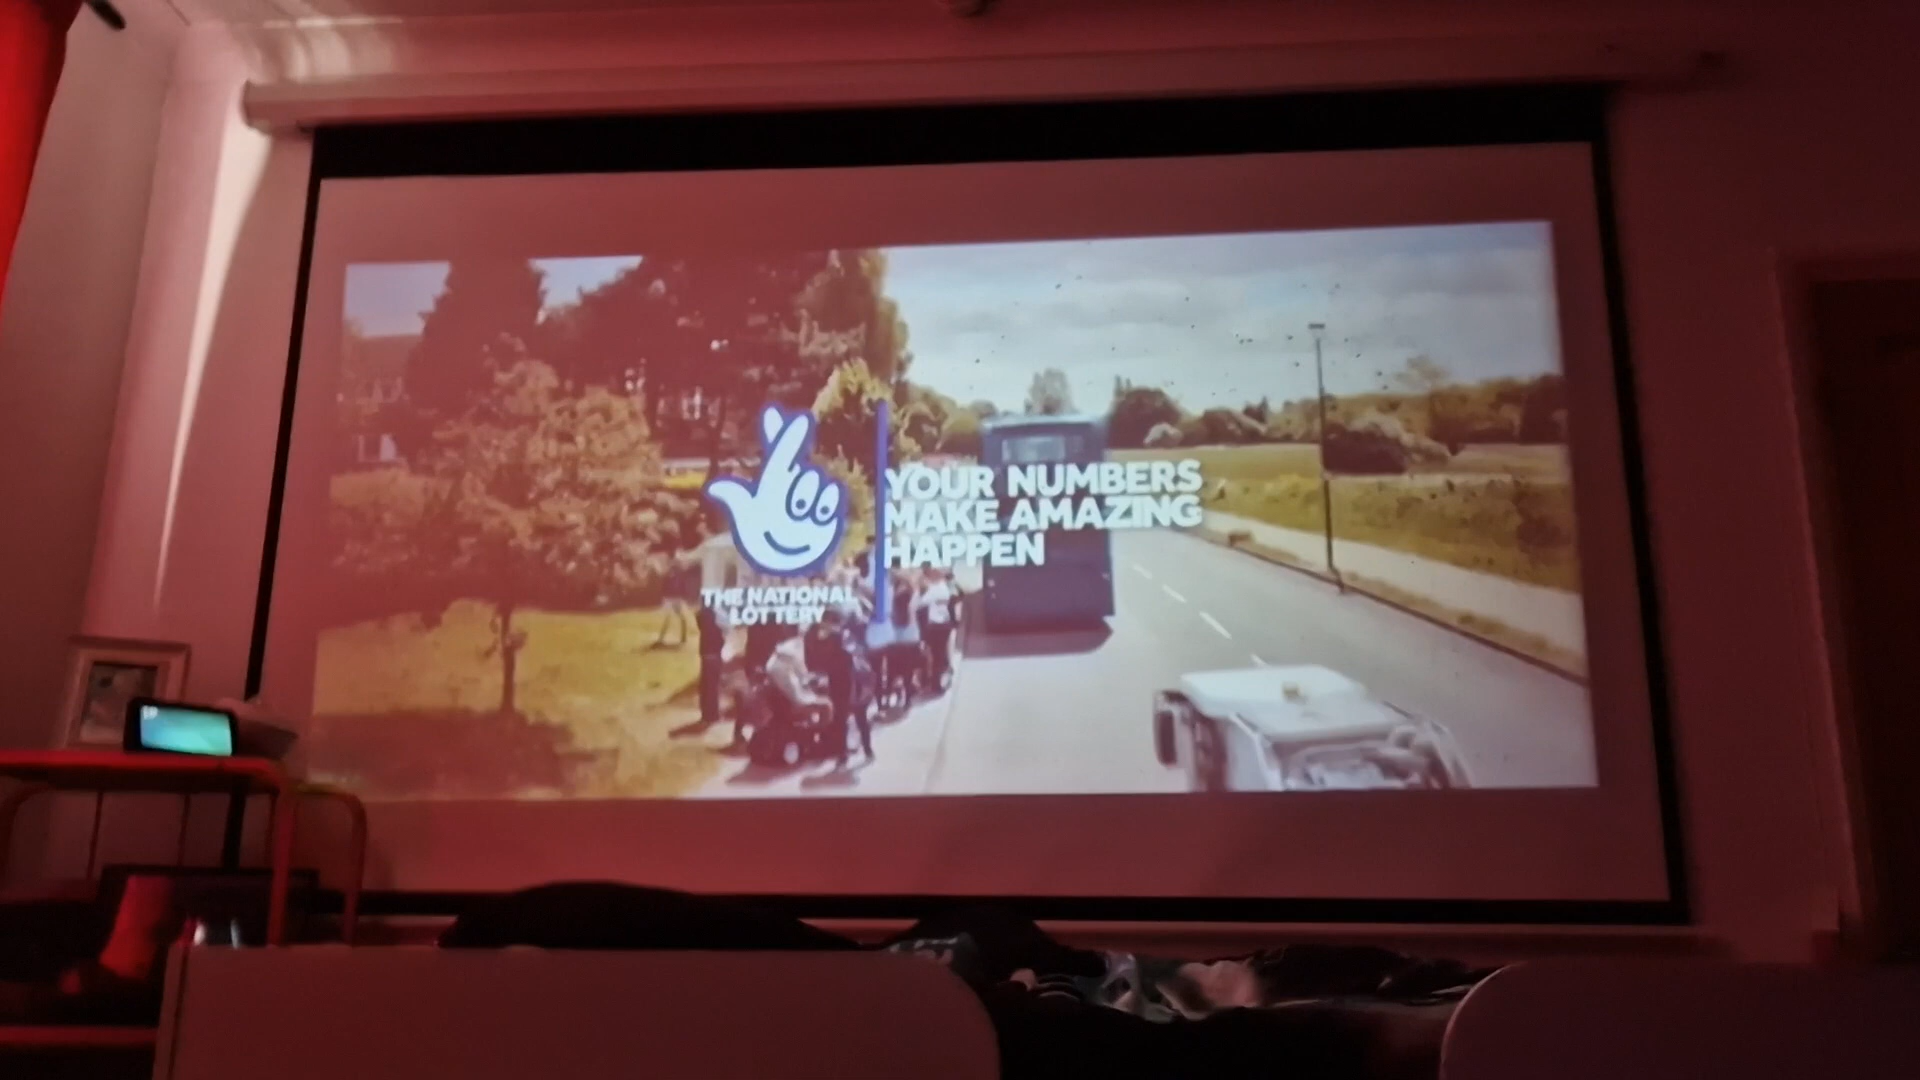 YOUR NUMBERS
MAKE AMAZING
HAPPEN
THE NATIONAL
LOTTERY